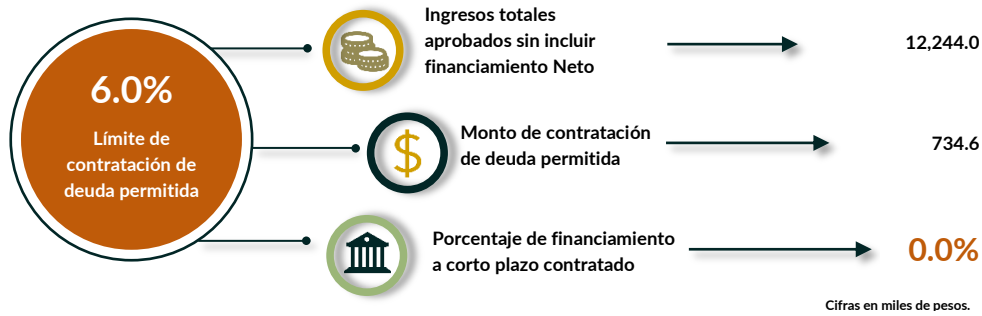 6.0%
Límite de
contratación de
deuda permitida
Ingresos totales
aprobados sin incluir
financiamiento Neto
12,244.0
$
Monto de contratación
de deuda permitida
734.6
Porcentaje de financiamiento
a corto plazo contratado
0.0%
Cifras en miles de pesos.